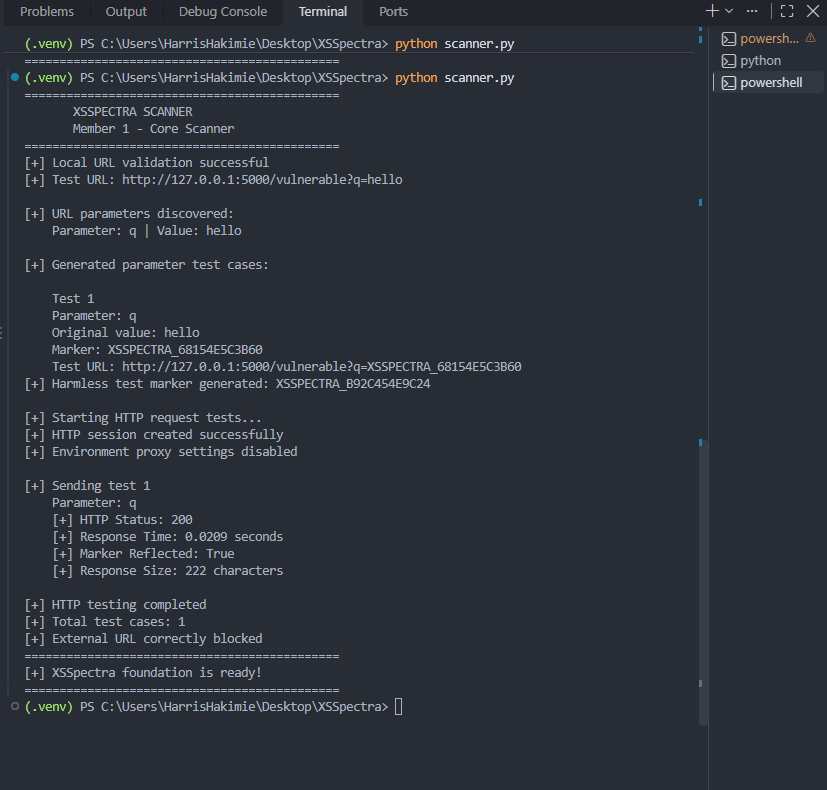 Problems Output Debug Console Terminal Ports
(.venv) PS C:\Users\HarrisHakimie\Desktop\XSSpectra> python scanner.py
=============================================
(.venv) PS C:\Users\HarrisHakimie\Desktop\XSSpectra> python scanner.py
=============================================
XSSPECTRA SCANNER
Member 1 - Core Scanner
=============================================
[+] Local URL validation successful
[+] Test URL: http://127.0.0.1:5000/vulnerable?q=hello
[+] URL parameters discovered:
Parameter: q | Value: hello
[+] Generated parameter test cases:
Test 1
Parameter: q
Original value: hello
Marker: XSSPECTRA_68154E5C3B60
Test URL: http://127.0.0.1:5000/vulnerable?q=XSSPECTRA_68154E5C3B60
[+] Harmless test marker generated: XSSPECTRA_B92C454E9C24
[+] Starting HTTP request tests...
[+] HTTP session created successfully
[+] Environment proxy settings disabled
[+] Sending test 1
Parameter: q
[+] HTTP Status: 200
[+] Response Time: 0.0209 seconds
[+] Marker Reflected: True
[+] Response Size: 222 characters
[+] HTTP testing completed
[+] Total test cases: 1
[+] External URL correctly blocked
=============================================
[+] XSSpectra foundation is ready!
=============================================
(.venv) PS C:\Users\HarrisHakimie\Desktop\XSSpectra>
powersh...
python
powershell